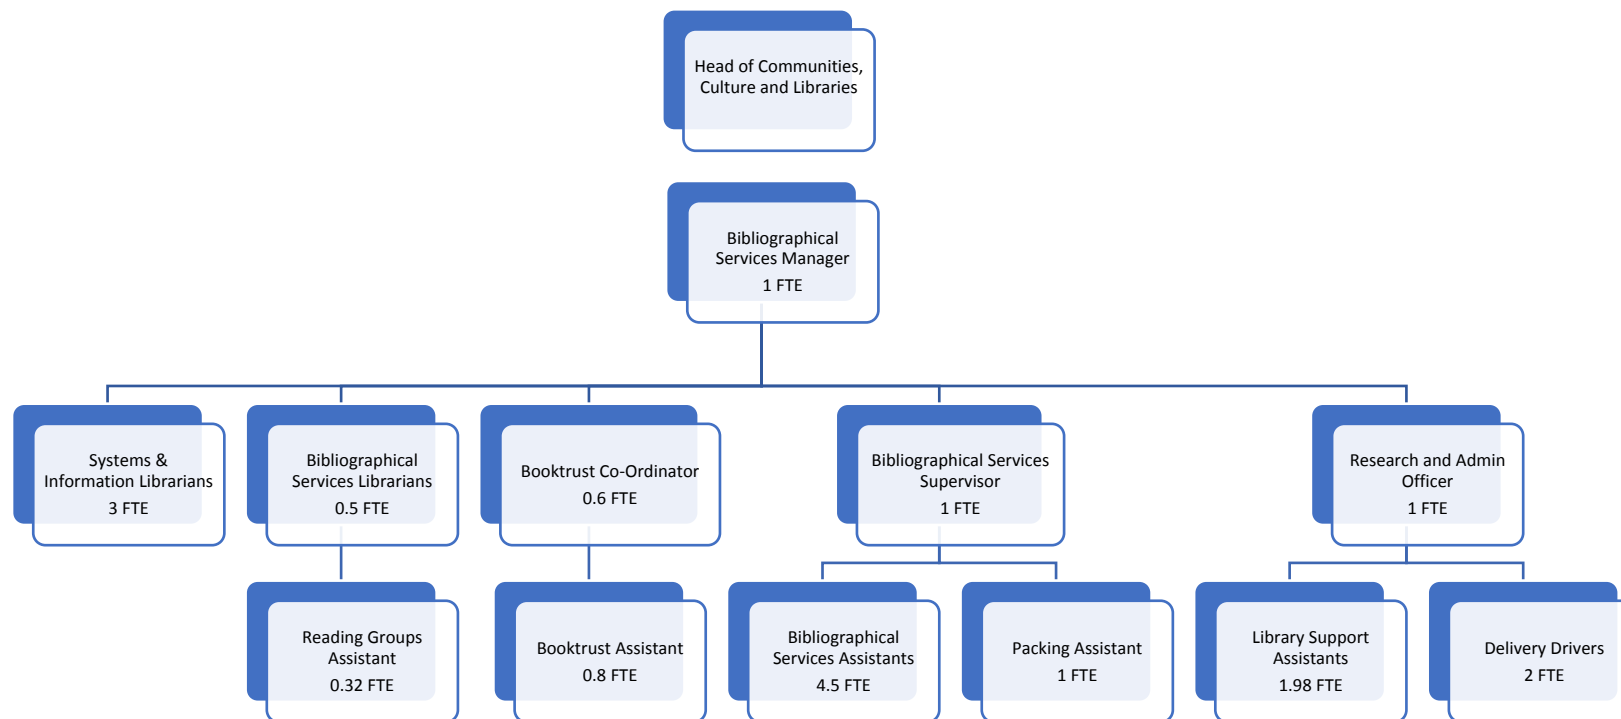 Head of Communities,
Culture and Libraries
Bibliographical
Services Manager
1 FTE
Systems &
Information Librarians
3 FTE
Bibliographical
Services Librarians
0.5 FTE
Booktrust Co-Ordinator
0.6 FTE
Bibliographical Services
Supervisor
1 FTE
Research and Admin
Officer
1 FTE
Reading Groups
Assistant
0.32 FTE
Booktrust Assistant
0.8 FTE
Bibliographical
Services Assistants
4.5 FTE
Packing Assistant
1 FTE
Library Support
Assistants
1.98 FTE
Delivery Drivers
2 FTE